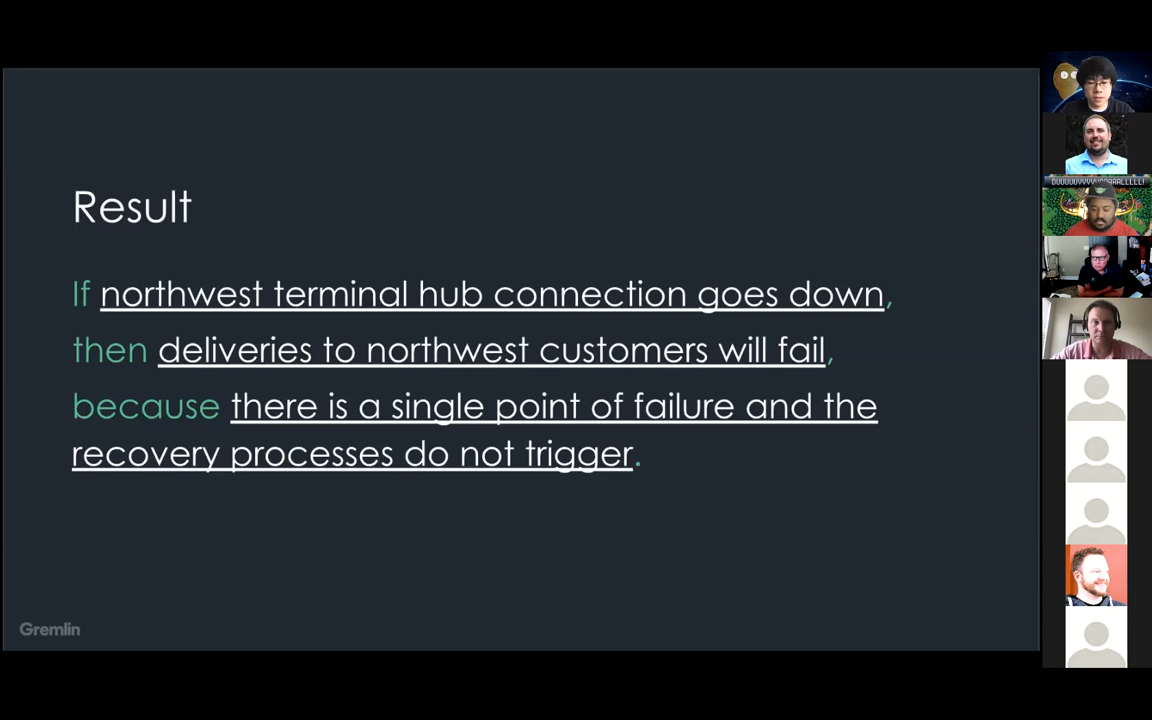 Result
If northwest terminal hub connection goes down,
then deliveries to northwest customers will fail,
because there is a single point of failure and the
recovery processes do not trigger.
Gremlin